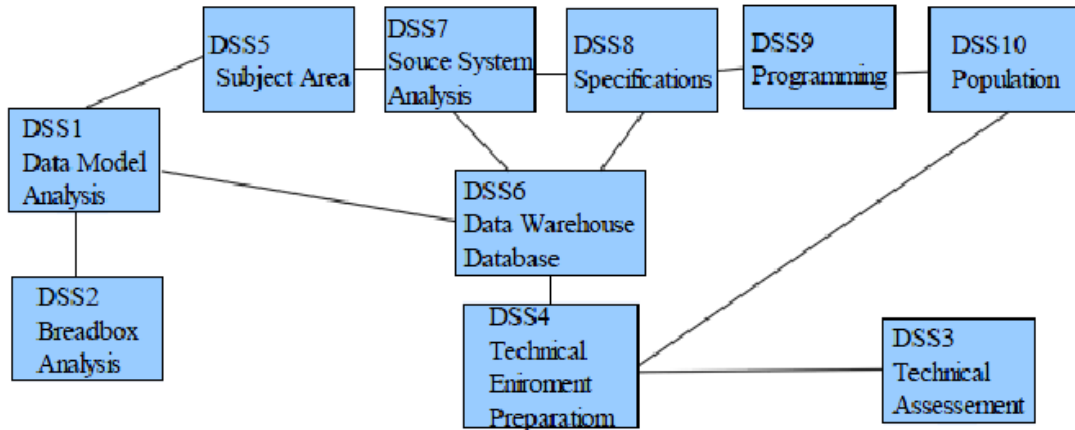 DSS5
Subject Area
DSS7
Souce System
Analysis
DSS8
Specifications
DSS9
Programming
DSS10
Population
DSS1
Data Model
Analysis
DSS6
Data Warehouse
Database
DSS2
Breadbox
Analysis
DSS4
Technical
Eniroment
Preparatiom
DSS3
Technical
Assessement